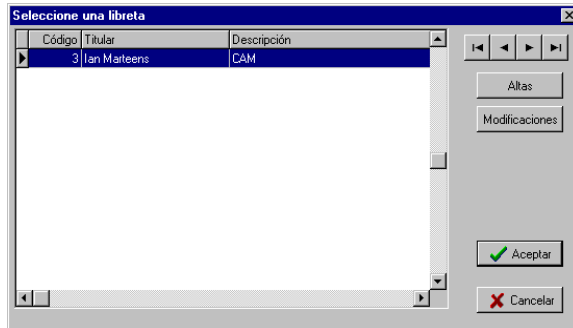 Seleccione una libreta
Código Titular Descripción
3 Ian Marteens CAM
Altas
Modificaciones
Aceptar
Cancelar